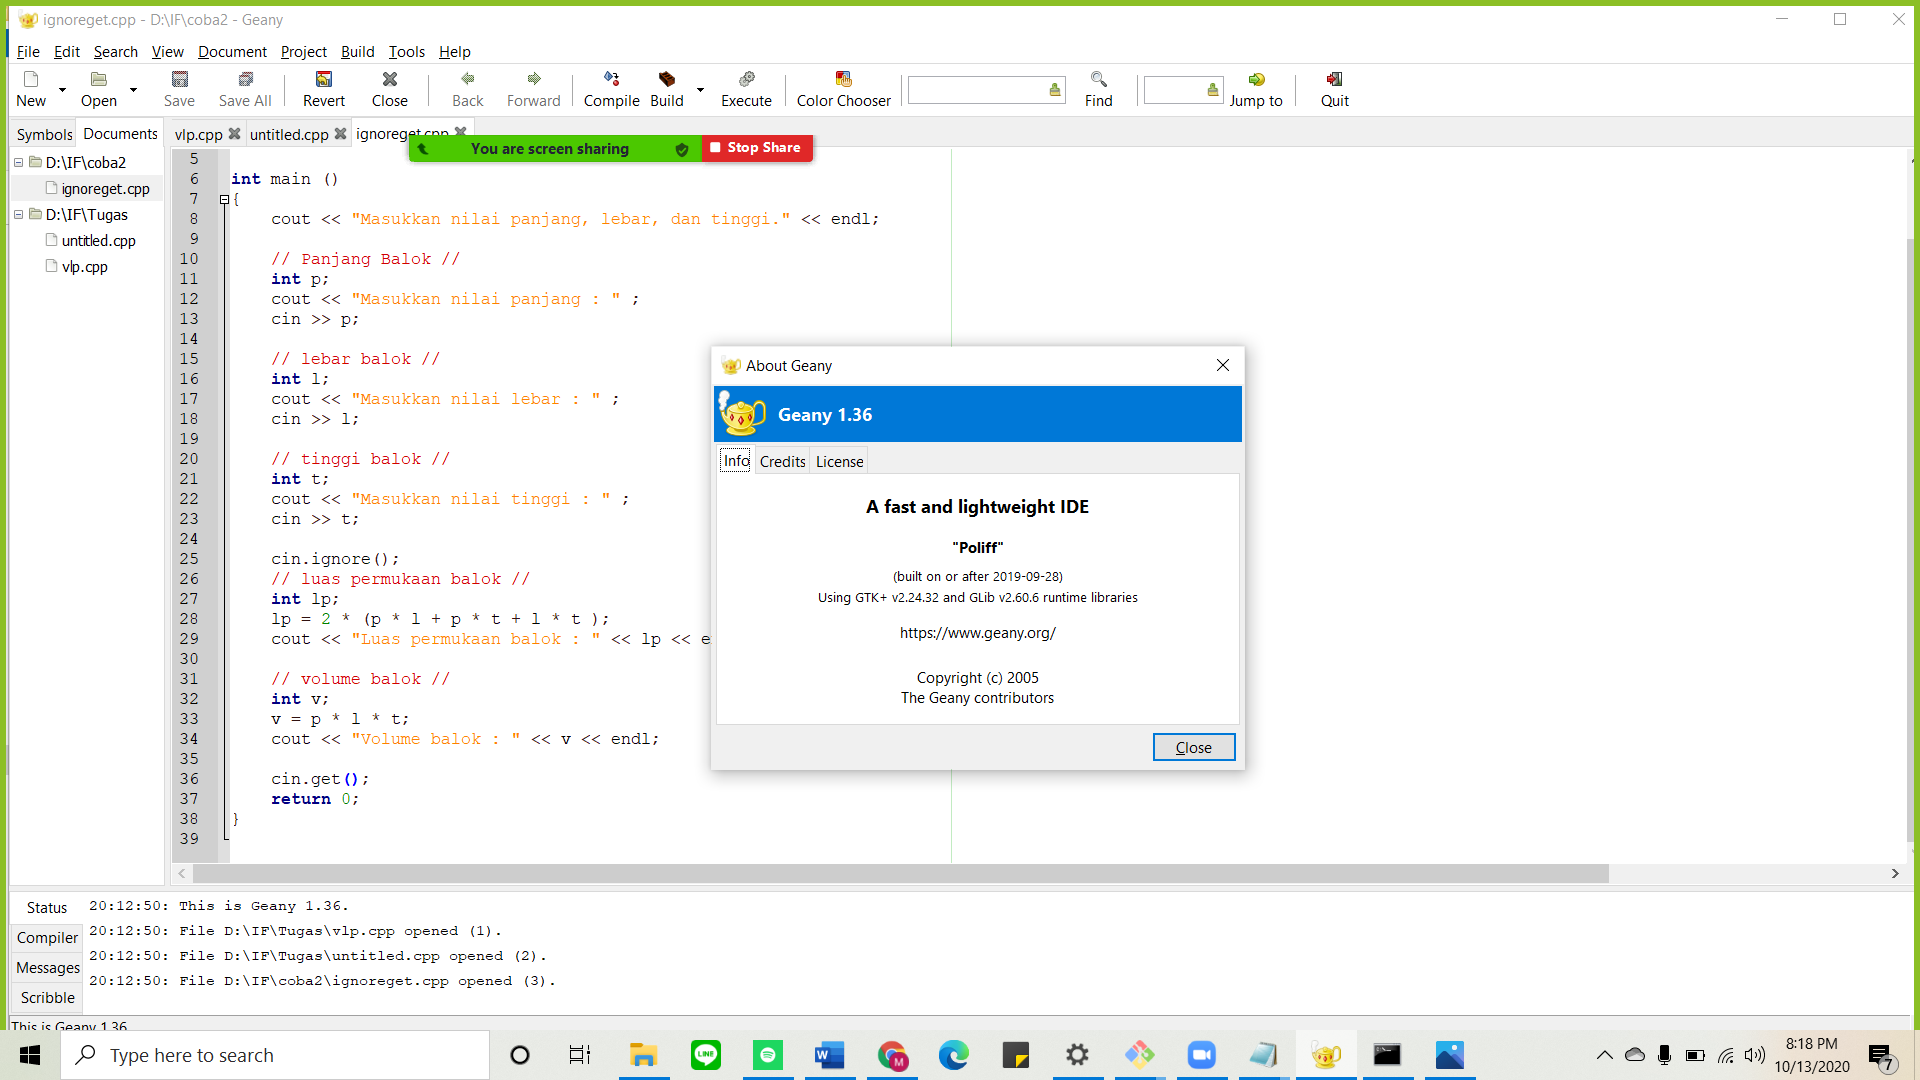 ignoreget.cpp - D:\IF\coba2 - Geany
File Edit Search View Document Project Build Tools Help
New Open Save Save All Revert Close Back Forward Compile Build Execute Color Chooser Find Jump to Quit
Symbols Documents vlp.cpp untitled.cpp ignoreget.cpp
You are screen sharing Stop Share
D:\IF\coba2
ignoreget.cpp
D:\IF\Tugas
untitled.cpp
vlp.cpp
5
6 int main ()
7 {
8 cout << "Masukkan nilai panjang, lebar, dan tinggi." << endl;
9
10 // Panjang Balok //
11 int p;
12 cout << "Masukkan nilai panjang : " ;
13 cin >> p;
14
15 // lebar balok //
16 int l;
17 cout << "Masukkan nilai lebar : " ;
18 cin >> l;
19
20 // tinggi balok //
21 int t;
22 cout << "Masukkan nilai tinggi : " ;
23 cin >> t;
24
25 cin.ignore();
26 // luas permukaan balok //
27 int lp;
28 lp = 2 * (p * l + p * t + l * t );
29 cout << "Luas permukaan balok : " << lp << e
30
31 // volume balok //
32 int v;
33 v = p * l * t;
34 cout << "Volume balok : " << v << endl;
35
36 cin.get();
37 return 0;
38 }
39
About Geany
Geany 1.36
Info Credits License
A fast and lightweight IDE
"Poliff"
(built on or after 2019-09-28)
Using GTK+ v2.24.32 and GLib v2.60.6 runtime libraries
https://www.geany.org/
Copyright (c) 2005
The Geany contributors
Close
Status
Compiler
Messages
Scribble
20:12:50: This is Geany 1.36.
20:12:50: File D:\IF\Tugas\vlp.cpp opened (1).
20:12:50: File D:\IF\Tugas\untitled.cpp opened (2).
20:12:50: File D:\IF\coba2\ignoreget.cpp opened (3).
This is Geany 1.36.
Type here to search
LINE
W
M
8:18 PM
10/13/2020
7